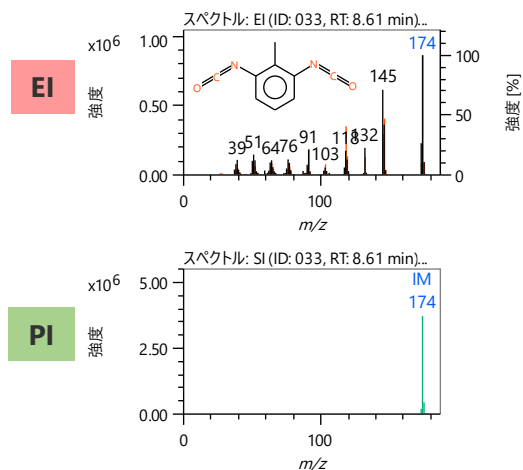 スペクトル: EI (ID: 033, RT: 8.61 min)...
x10⁶
EI
強度
1.00
0.50
0.00
強度 [%]
100
50
0
174
145
132
118
103
91
76
64
51
39
O C N N C O
0 100
m/z
スペクトル: SI (ID: 033, RT: 8.61 min)...
x10⁶
PI
強度
5.00
2.50
0.00
IM
174
0 100
m/z